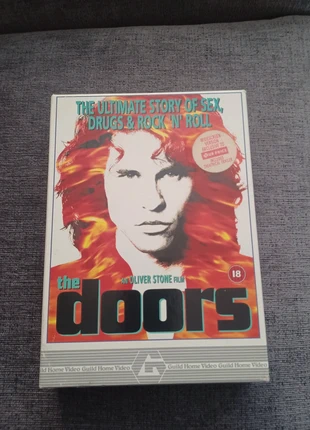 THE ULTIMATE STORY OF SEX,
DRUGS & ROCK 'N' ROLL
AN OLIVER STONE FILM
18
the
doors
Guild Home Video
G
Guild Home Video